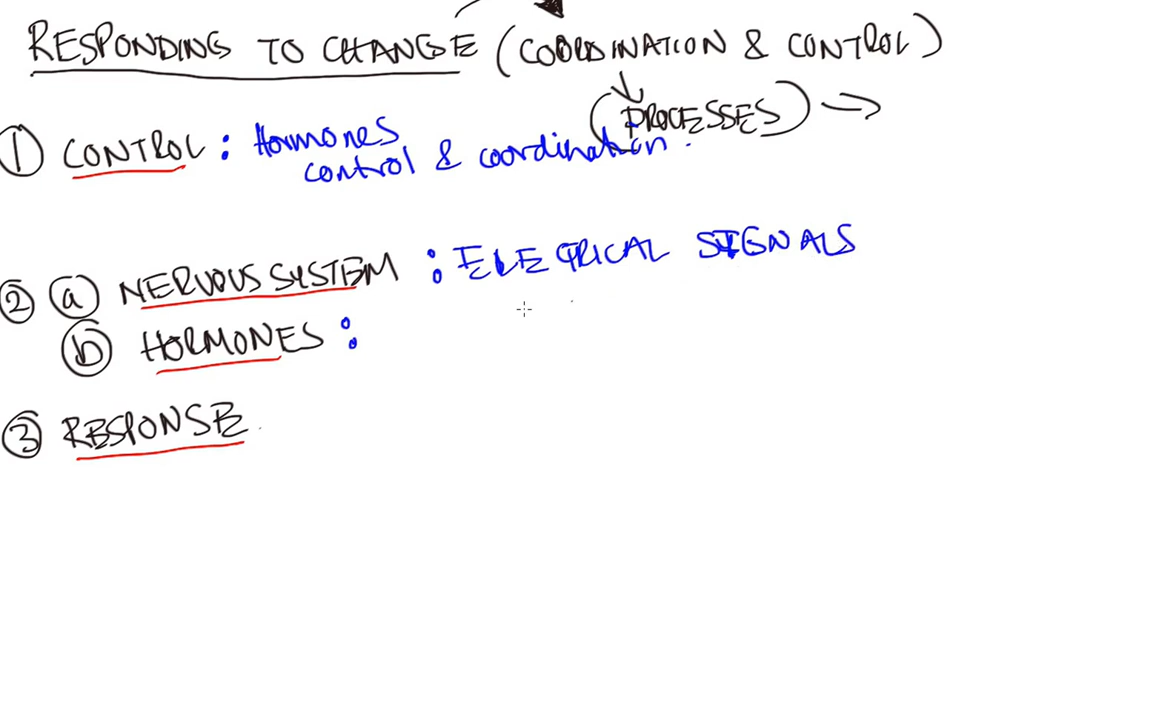 RESPONDING TO CHANGE (COORDINATION & CONTROL)
(PROCESSES) →
① CONTROL : Hormones
control & coordination.
② ⓐ NERVOUS SYSTEM : ELECTRICAL SIGNALS
ⓑ HORMONES :
③ RESPONSE